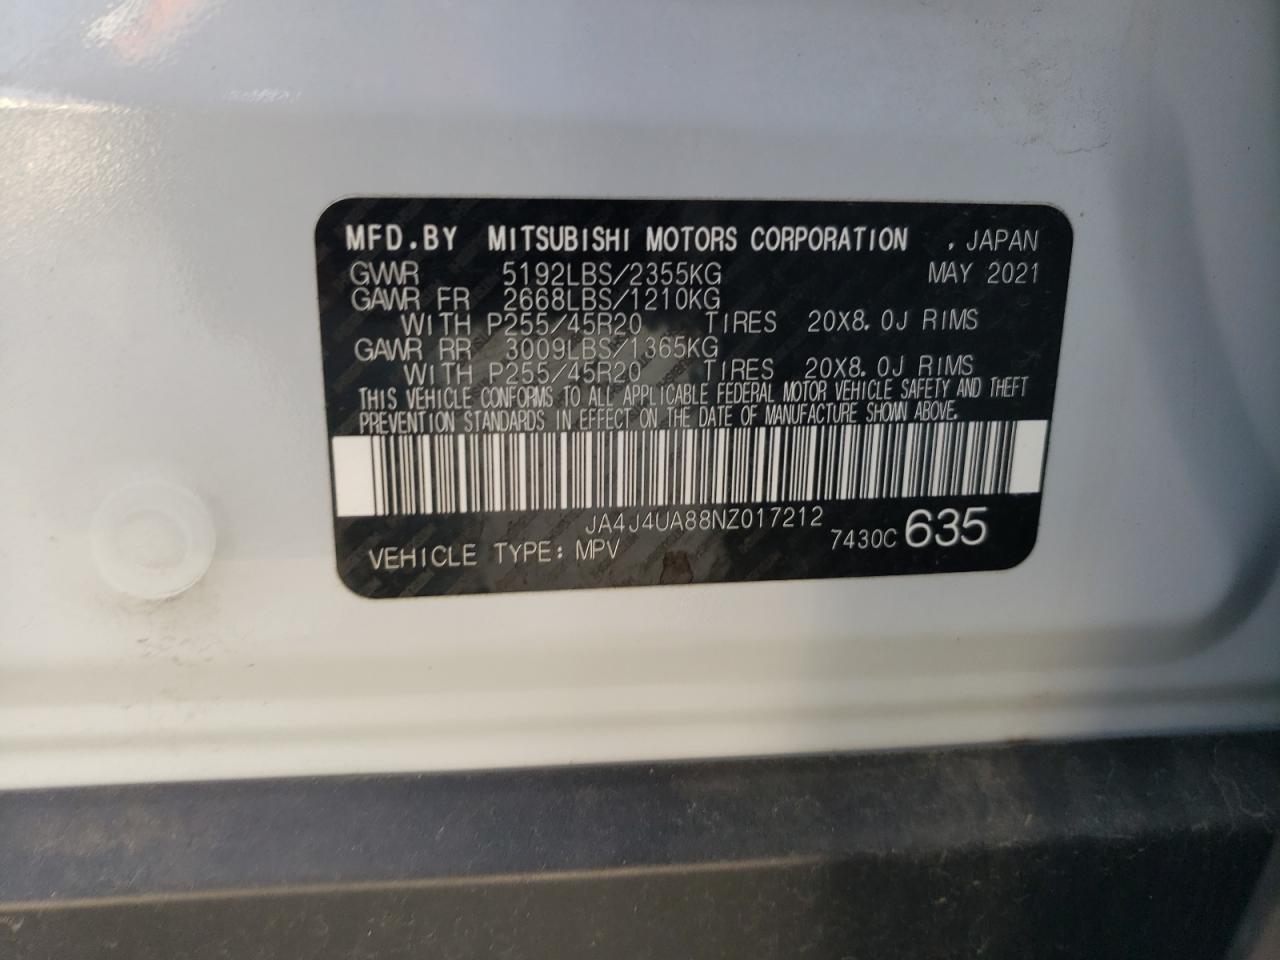 MFD.BY MITSUBISHI MOTORS CORPORATION , JAPAN
GVWR 5192LBS/2355KG MAY 2021
GAWR FR 2668LBS/1210KG
WITH P255/45R20 TIRES 20X8.0J RIMS
GAWR RR 3009LBS/1365KG
WITH P255/45R20 TIRES 20X8.0J RIMS
THIS VEHICLE CONFORMS TO ALL APPLICABLE FEDERAL MOTOR VEHICLE SAFETY AND THEFT
PREVENTION STANDARDS IN EFFECT ON THE DATE OF MANUFACTURE SHOWN ABOVE.
JA4J4UA88NZ017212
VEHICLE TYPE: MPV 7430C 635